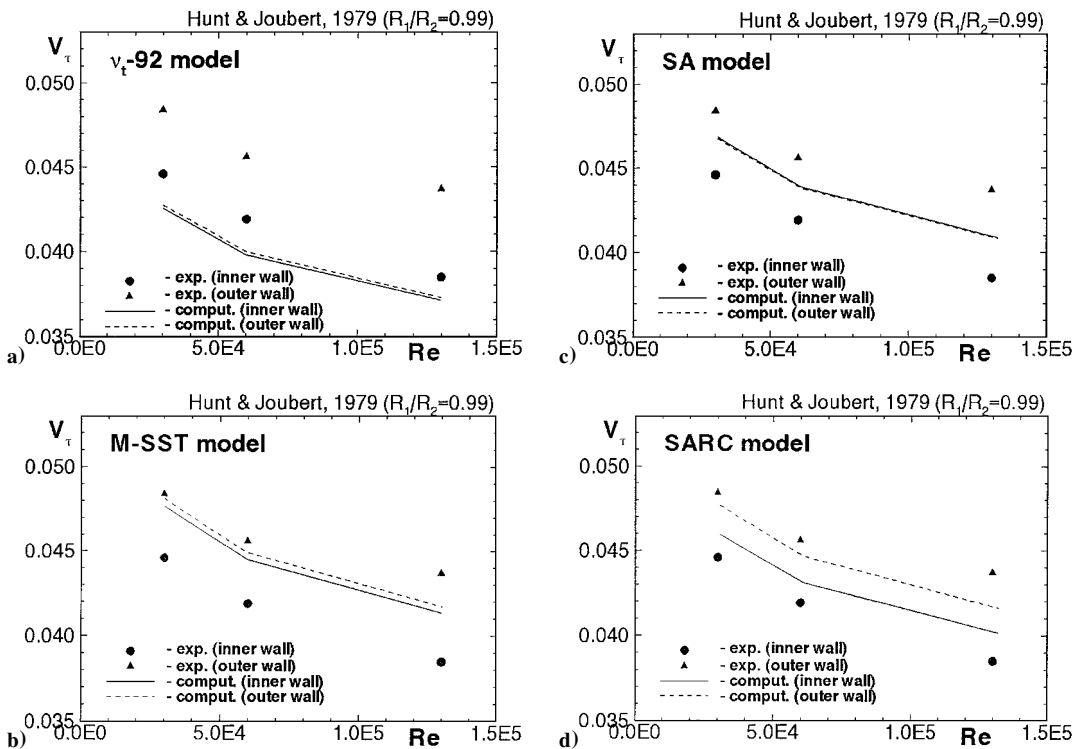 Hunt & Joubert, 1979 (R1/R2=0.99)
Vτ
νt-92 model
0.050
0.045
0.040
0.035
- exp. (inner wall)
- exp. (outer wall)
- comput. (inner wall)
- comput. (outer wall)
a)
0.0E0 5.0E4 1.0E5 Re 1.5E5
Hunt & Joubert, 1979 (R1/R2=0.99)
Vτ
SA model
0.050
0.045
0.040
0.035
- exp. (inner wall)
- exp. (outer wall)
- comput. (inner wall)
- comput. (outer wall)
c)
0.0E0 5.0E4 1.0E5 Re 1.5E5
Hunt & Joubert, 1979 (R1/R2=0.99)
Vτ
M-SST model
0.050
0.045
0.040
0.035
- exp. (inner wall)
- exp. (outer wall)
- comput. (inner wall)
- comput. (outer wall)
b)
0.0E0 5.0E4 1.0E5 Re 1.5E5
Hunt & Joubert, 1979 (R1/R2=0.99)
Vτ
SARC model
0.050
0.045
0.040
0.035
- exp. (inner wall)
- exp. (outer wall)
- comput. (inner wall)
- comput. (outer wall)
d)
0.0E0 5.0E4 1.0E5 Re 1.5E5